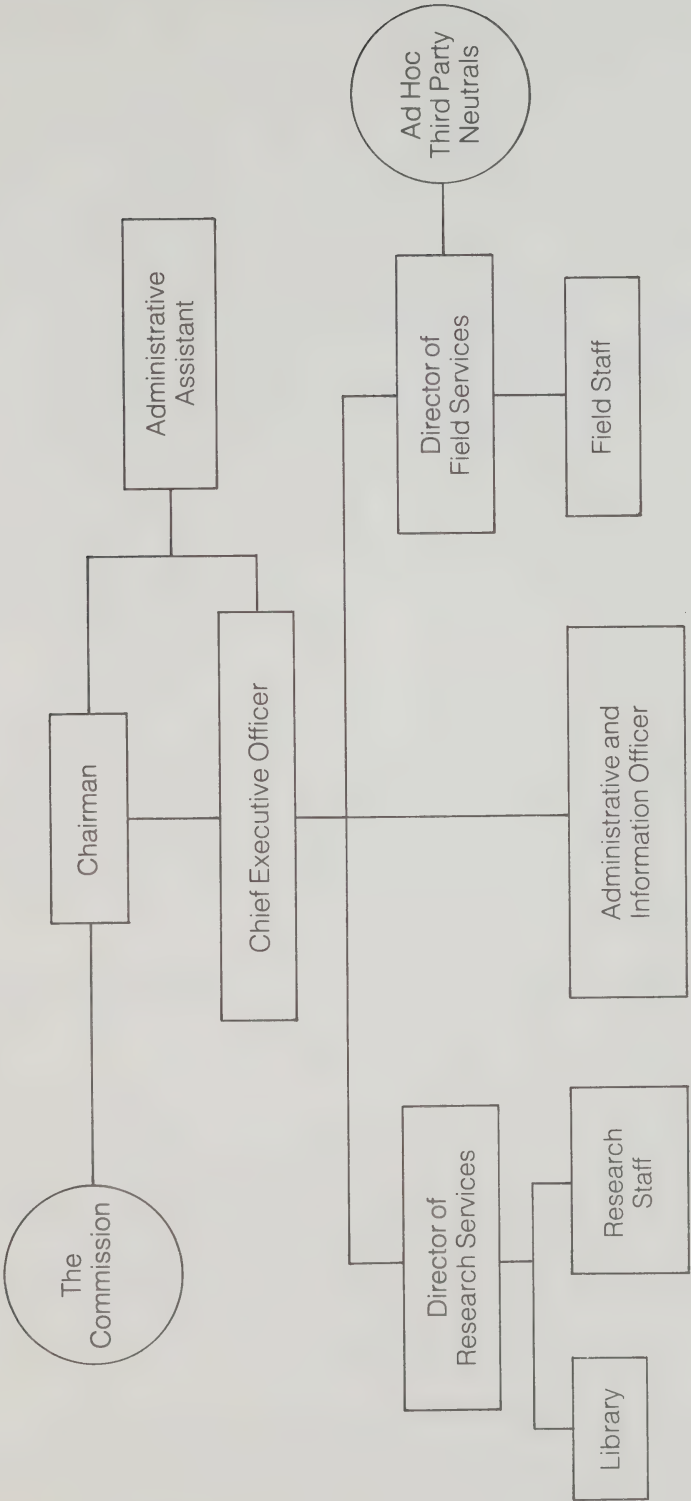 The
Commission
Chairman
Administrative
Assistant
Chief Executive Officer
Director of
Research Services
Director of
Field Services
Ad Hoc
Third Party
Neutrals
Library
Research
Staff
Administrative and
Information Officer
Field Staff